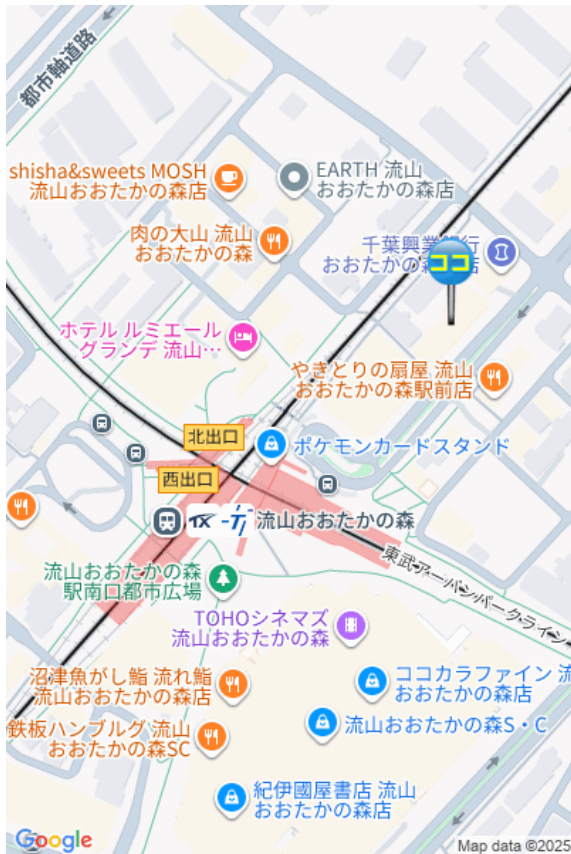 都市軸道路
shisha&sweets MOSH
流山おおたかの森店
EARTH 流山
おおたかの森店
肉の大山 流山
おおたかの森
千葉興業銀行
おおたかの森店
ココ
ホテル ルミエール
グランデ 流山…
やきとりの扇屋 流山
おおたかの森駅前店
北出口
ポケモンカードスタンド
西出口
TX
流山おおたかの森
東武アーバンパークライン
流山おおたかの森
駅南口都市広場
TOHOシネマズ
流山おおたかの森
沼津魚がし鮨 流れ鮨
流山おおたかの森店
ココカラファイン 流
おおたかの森店
鉄板ハンブルグ 流山
おおたかの森SC
流山おおたかの森S・C
紀伊國屋書店 流山
おおたかの森店
Google
Map data ©2025